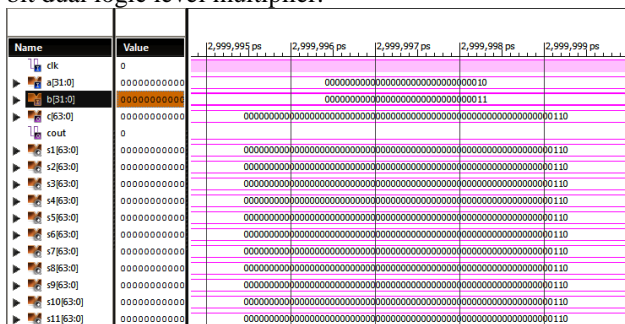 bit dual logic level multiplier.
Name Value 2,999,995 ps 2,999,996 ps 2,999,997 ps 2,999,998 ps 2,999,999 ps
clk 0
a[31:0] 00000000000 00000000000000000000000000000010
b[31:0] 00000000000 00000000000000000000000000000011
c[63:0] 00000000000 0000000000000000000000000000000000000000000000000000000000000110
cout 0
s1[63:0] 00000000000 0000000000000000000000000000000000000000000000000000000000000110
s2[63:0] 00000000000 0000000000000000000000000000000000000000000000000000000000000110
s3[63:0] 00000000000 0000000000000000000000000000000000000000000000000000000000000110
s4[63:0] 00000000000 0000000000000000000000000000000000000000000000000000000000000110
s5[63:0] 00000000000 0000000000000000000000000000000000000000000000000000000000000110
s6[63:0] 00000000000 0000000000000000000000000000000000000000000000000000000000000110
s7[63:0] 00000000000 0000000000000000000000000000000000000000000000000000000000000110
s8[63:0] 00000000000 0000000000000000000000000000000000000000000000000000000000000110
s9[63:0] 00000000000 0000000000000000000000000000000000000000000000000000000000000110
s10[63:0] 00000000000 0000000000000000000000000000000000000000000000000000000000000110
s11[63:0] 00000000000 0000000000000000000000000000000000000000000000000000000000000110